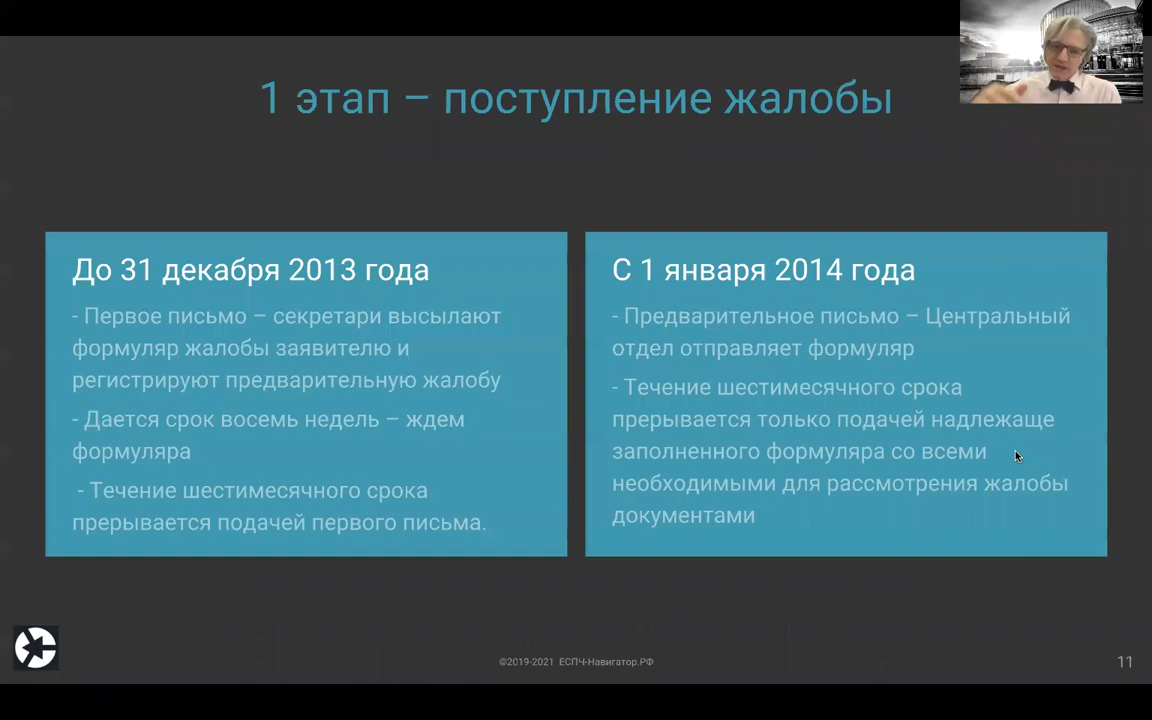 1 этап – поступление жалобы
До 31 декабря 2013 года
- Первое письмо – секретари высылают
формуляр жалобы заявителю и
регистрируют предварительную жалобу
- Дается срок восемь недель – ждем
формуляра
- Течение шестимесячного срока
прерывается подачей первого письма.
С 1 января 2014 года
- Предварительное письмо – Центральный
отдел отправляет формуляр
- Течение шестимесячного срока
прерывается только подачей надлежаще
заполненного формуляра со всеми
необходимыми для рассмотрения жалобы
документами
©2019-2021 ЕСПЧ-Навигатор.РФ
11